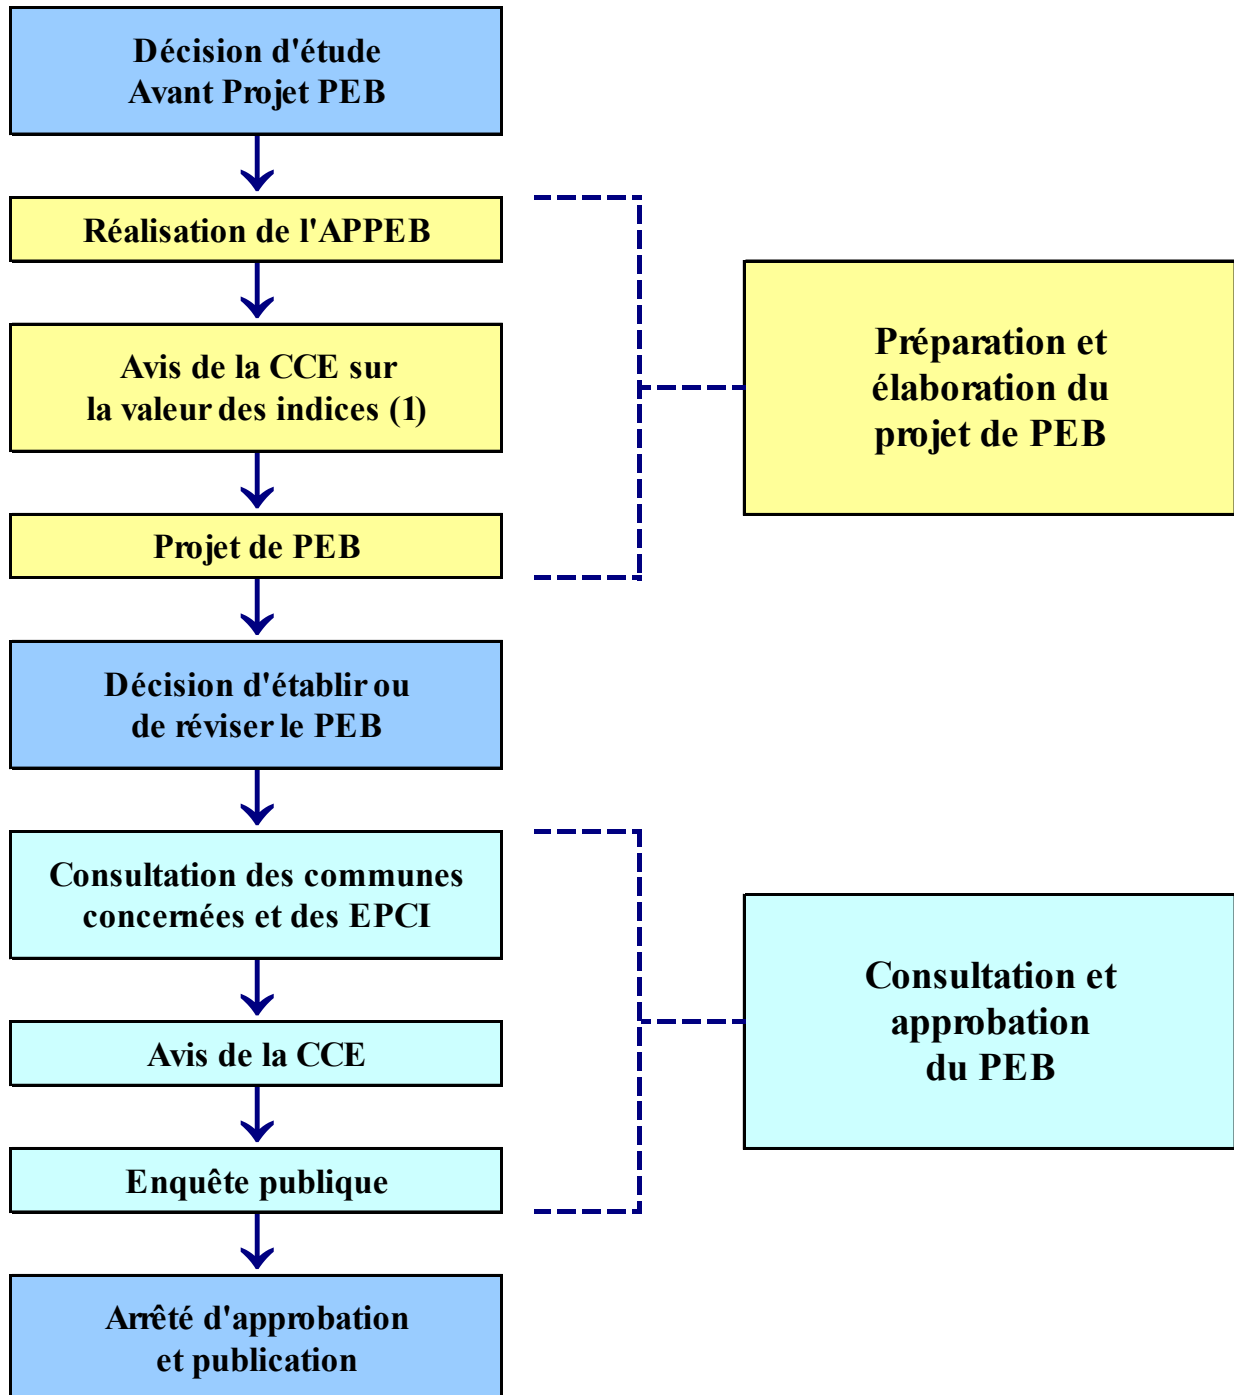 Décision d'étude
Avant Projet PEB
Réalisation de l'APPEB
Avis de la CCE sur
la valeur des indices (1)
Projet de PEB
Préparation et
élaboration du
projet de PEB
Décision d'établir ou
de réviser le PEB
Consultation des communes
concernées et des EPCI
Avis de la CCE
Enquête publique
Consultation et
approbation
du PEB
Arrêté d'approbation
et publication